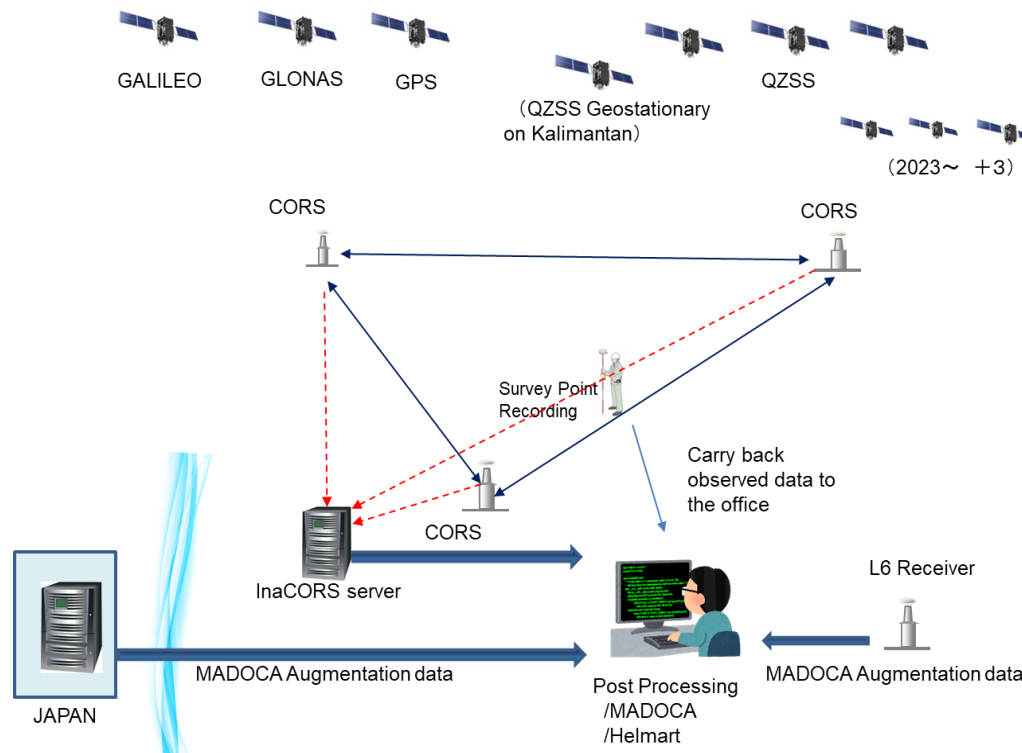 GALILEO
GLONAS
GPS
QZSS
（QZSS Geostationary
on Kalimantan）
（2023～ ＋3）
CORS
CORS
Survey Point
Recording
Carry back
observed data to
the office
CORS
InaCORS server
L6 Receiver
MADOCA Augmentation data
MADOCA Augmentation data
Post Processing
/MADOCA
/Helmart
JAPAN